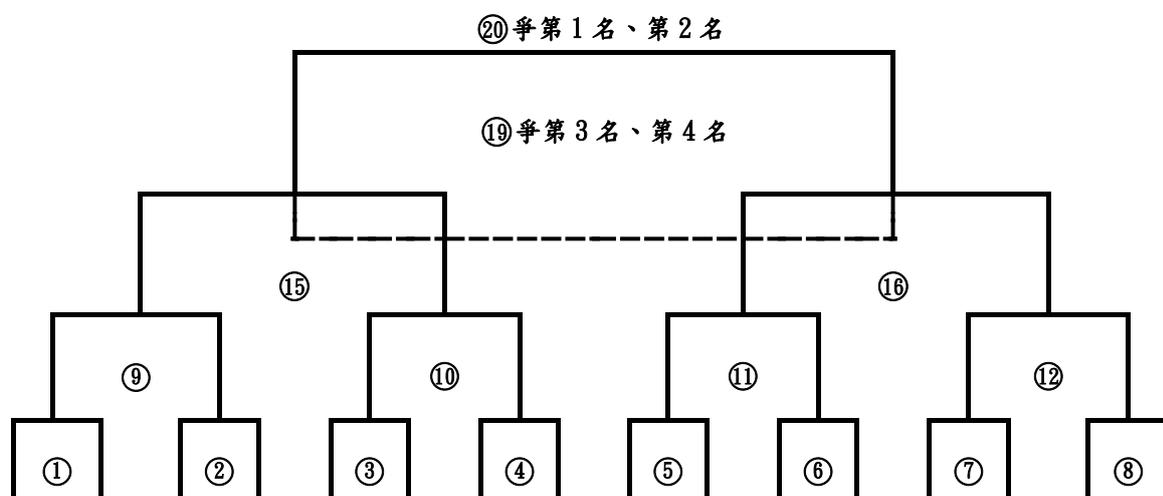 ⑳爭第1名、第2名
⑲爭第3名、第4名
⑮ ⑯
⑨ ⑩ ⑪ ⑫
① ② ③ ④ ⑤ ⑥ ⑦ ⑧